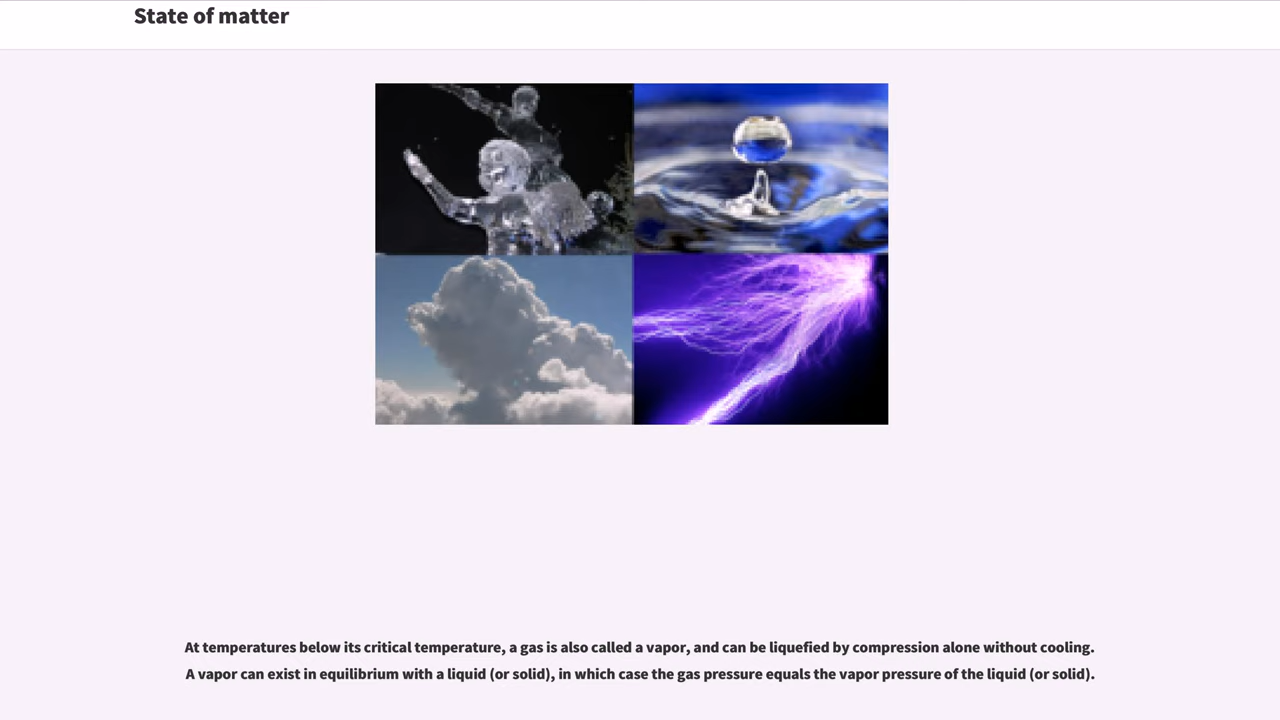 State of matter
At temperatures below its critical temperature, a gas is also called a vapor, and can be liquefied by compression alone without cooling.
A vapor can exist in equilibrium with a liquid (or solid), in which case the gas pressure equals the vapor pressure of the liquid (or solid).